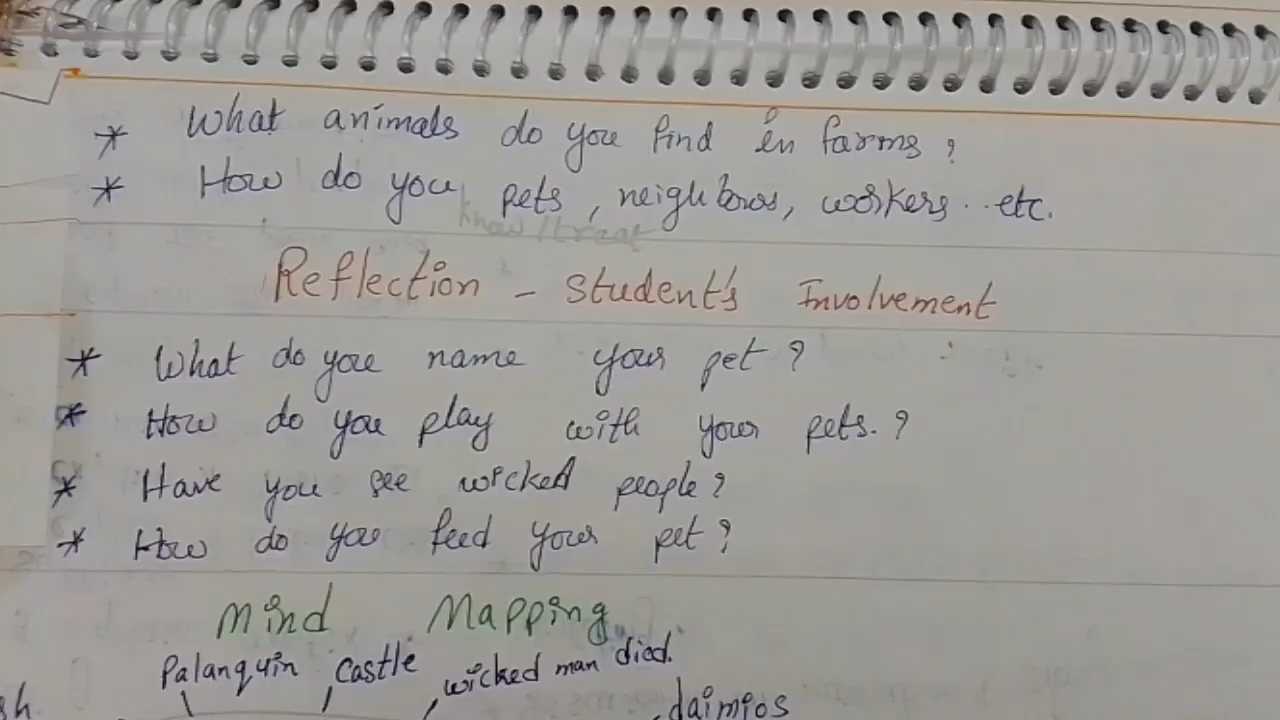 * What animals do you find in farms?
* How do you pets, neighbours, workers.. etc.
know/treat
Reflection - Student's Involvement
* What do you name your pet?
* How do you play with your pets.?
* Have you see wicked people?
* How do you feed your pet?
Mind Mapping
Palanquin castle wicked man died.
daimios